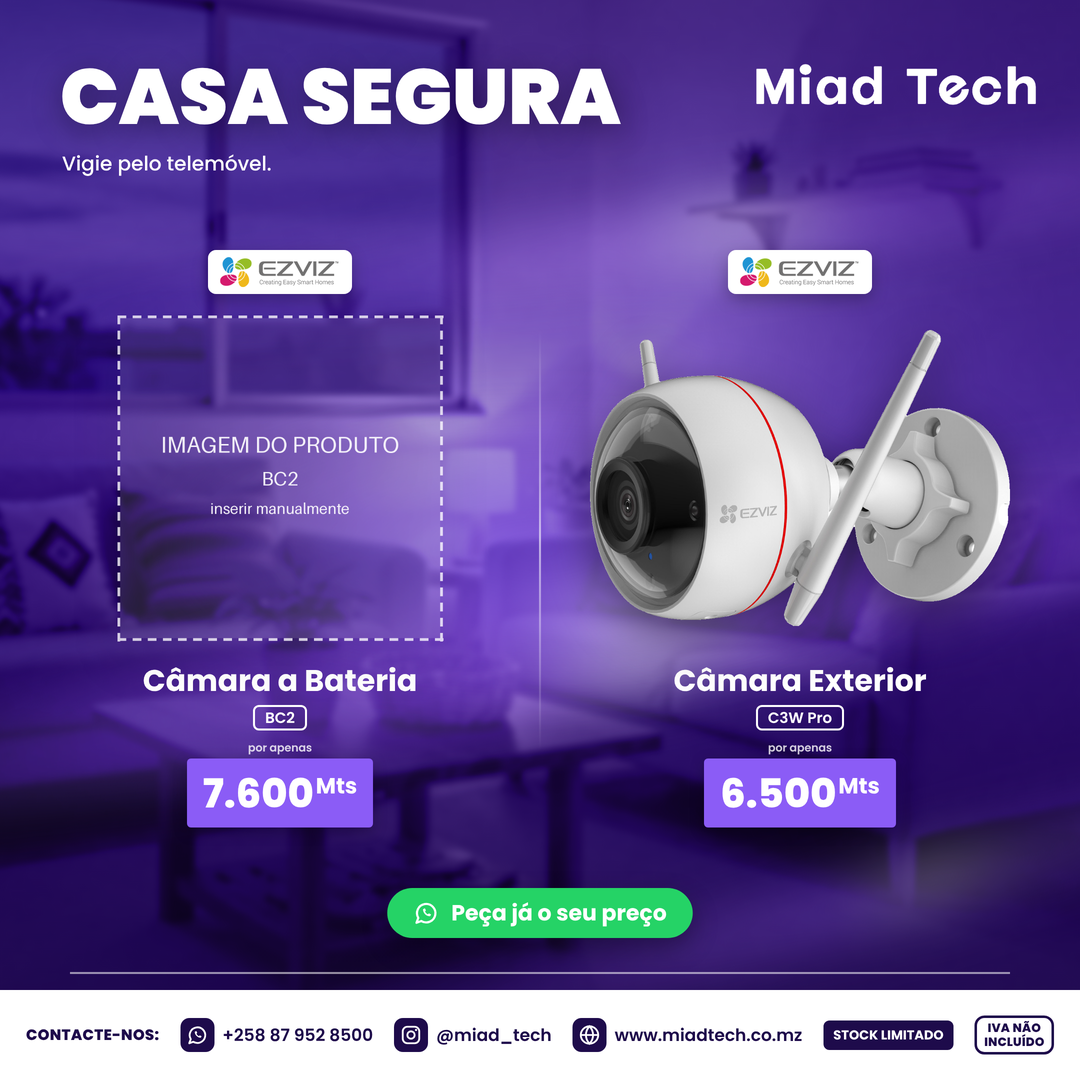 CASA SEGURA
Miad Tech
Vigie pelo telemóvel.
EZVIZ™
Creating Easy Smart Homes
EZVIZ™
Creating Easy Smart Homes
IMAGEM DO PRODUTO
BC2
inserir manualmente
EZVIZ
Câmara a Bateria
BC2
por apenas
7.600Mts
Câmara Exterior
C3W Pro
por apenas
6.500Mts
Peça já o seu preço
CONTACTE-NOS:
+258 87 952 8500
@miad_tech
www.miadtech.co.mz
STOCK LIMITADO
IVA NÃO
INCLUÍDO